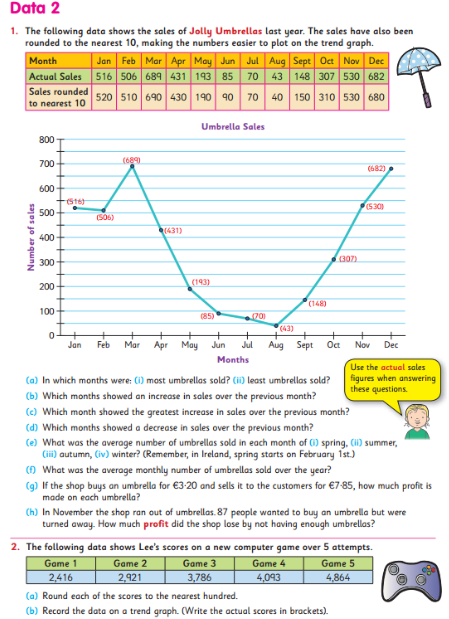 Data 2
1. The following data shows the sales of Jolly Umbrellas last year. The sales have also been
rounded to the nearest 10, making the numbers easier to plot on the trend graph.
Month Jan Feb Mar Apr May Jun Jul Aug Sept Oct Nov Dec
Actual Sales 516 506 689 431 193 85 70 43 148 307 530 682
Sales rounded
to nearest 10 520 510 690 430 190 90 70 40 150 310 530 680
Umbrella Sales
Number of sales
800
700
600
500
400
300
200
100
0
(516)
(506)
(689)
(431)
(193)
(85)
(70)
(43)
(148)
(307)
(530)
(682)
Jan Feb Mar Apr May Jun Jul Aug Sept Oct Nov Dec
Months
Use the actual sales
figures when answering
these questions.
(a) In which months were: (i) most umbrellas sold? (ii) least umbrellas sold?
(b) Which months showed an increase in sales over the previous month?
(c) Which month showed the greatest increase in sales over the previous month?
(d) Which months showed a decrease in sales over the previous month?
(e) What was the average number of umbrellas sold in each month of (i) spring, (ii) summer,
(iii) autumn, (iv) winter? (Remember, in Ireland, spring starts on February 1st.)
(f) What was the average monthly number of umbrellas sold over the year?
(g) If the shop buys an umbrella for €3·20 and sells it to the customers for €7·85, how much profit is
made on each umbrella?
(h) In November the shop ran out of umbrellas. 87 people wanted to buy an umbrella but were
turned away. How much profit did the shop lose by not having enough umbrellas?
2. The following data shows Lee's scores on a new computer game over 5 attempts.
Game 1 Game 2 Game 3 Game 4 Game 5
2,416 2,921 3,786 4,093 4,864
(a) Round each of the scores to the nearest hundred.
(b) Record the data on a trend graph. (Write the actual scores in brackets).